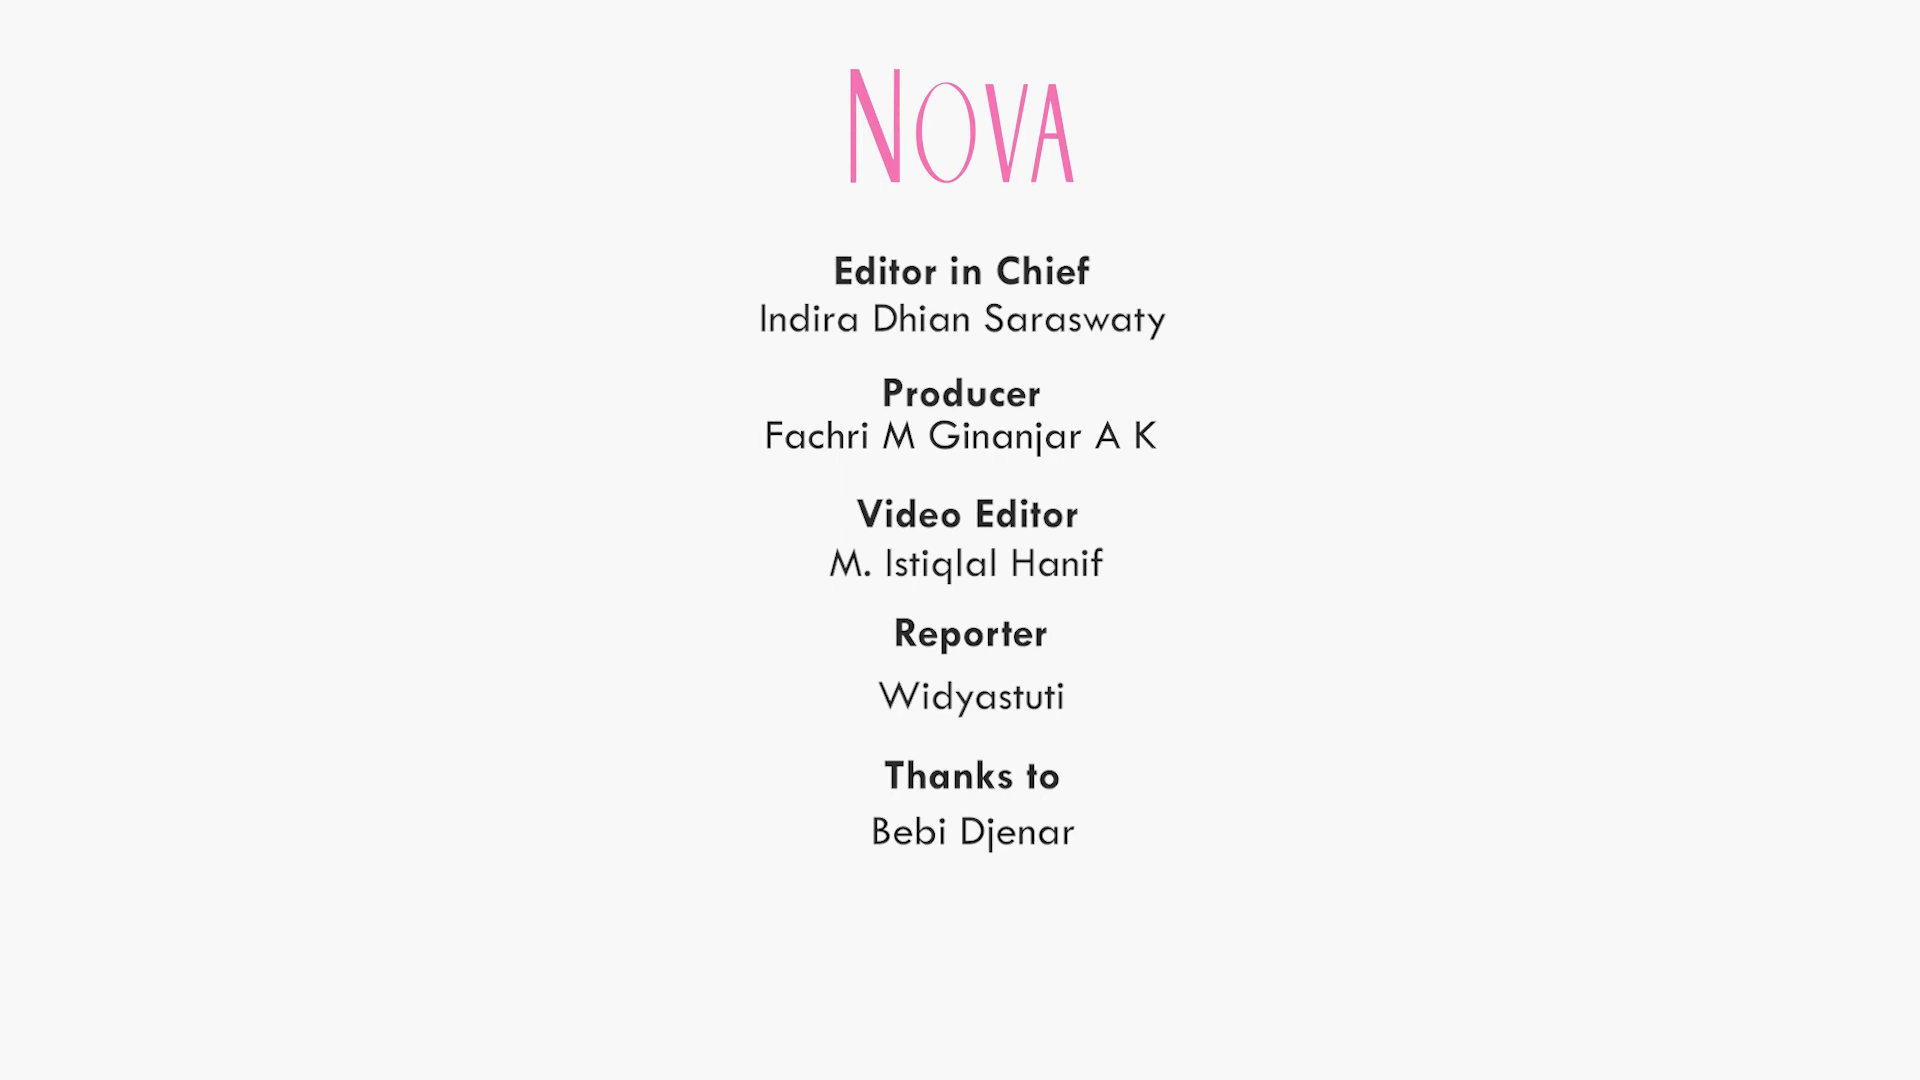 NOVA
Editor in Chief
Indira Dhian Saraswaty
Producer
Fachri M Ginanjar A K
Video Editor
M. Istiqlal Hanif
Reporter
Widyastuti
Thanks to
Bebi Djenar